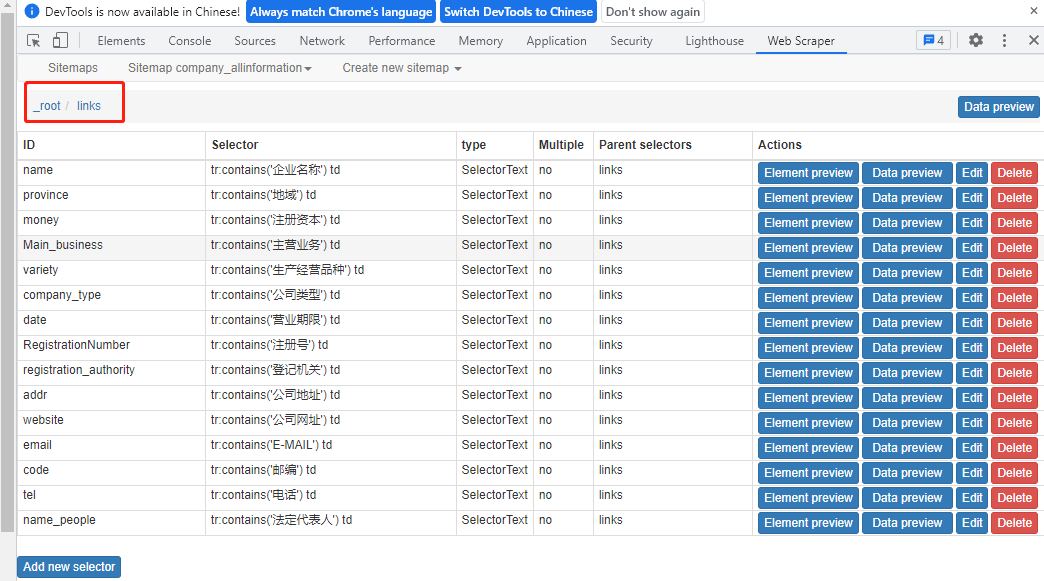 DevTools is now available in Chinese! Always match Chrome's language Switch DevTools to Chinese Don't show again
Elements Console Sources Network Performance Memory Application Security Lighthouse Web Scraper 4
Sitemaps Sitemap company_allinformation Create new sitemap
_root / links Data preview
ID Selector type Multiple Parent selectors Actions
name tr:contains('企业名称') td SelectorText no links Element preview Data preview Edit Delete
province tr:contains('地域') td SelectorText no links Element preview Data preview Edit Delete
money tr:contains('注册资本') td SelectorText no links Element preview Data preview Edit Delete
Main_business tr:contains('主营业务') td SelectorText no links Element preview Data preview Edit Delete
variety tr:contains('生产经营品种') td SelectorText no links Element preview Data preview Edit Delete
company_type tr:contains('公司类型') td SelectorText no links Element preview Data preview Edit Delete
date tr:contains('营业期限') td SelectorText no links Element preview Data preview Edit Delete
RegistrationNumber tr:contains('注册号') td SelectorText no links Element preview Data preview Edit Delete
registration_authority tr:contains('登记机关') td SelectorText no links Element preview Data preview Edit Delete
addr tr:contains('公司地址') td SelectorText no links Element preview Data preview Edit Delete
website tr:contains('公司网址') td SelectorText no links Element preview Data preview Edit Delete
email tr:contains('E-MAIL') td SelectorText no links Element preview Data preview Edit Delete
code tr:contains('邮编') td SelectorText no links Element preview Data preview Edit Delete
tel tr:contains('电话') td SelectorText no links Element preview Data preview Edit Delete
name_people tr:contains('法定代表人') td SelectorText no links Element preview Data preview Edit Delete
Add new selector